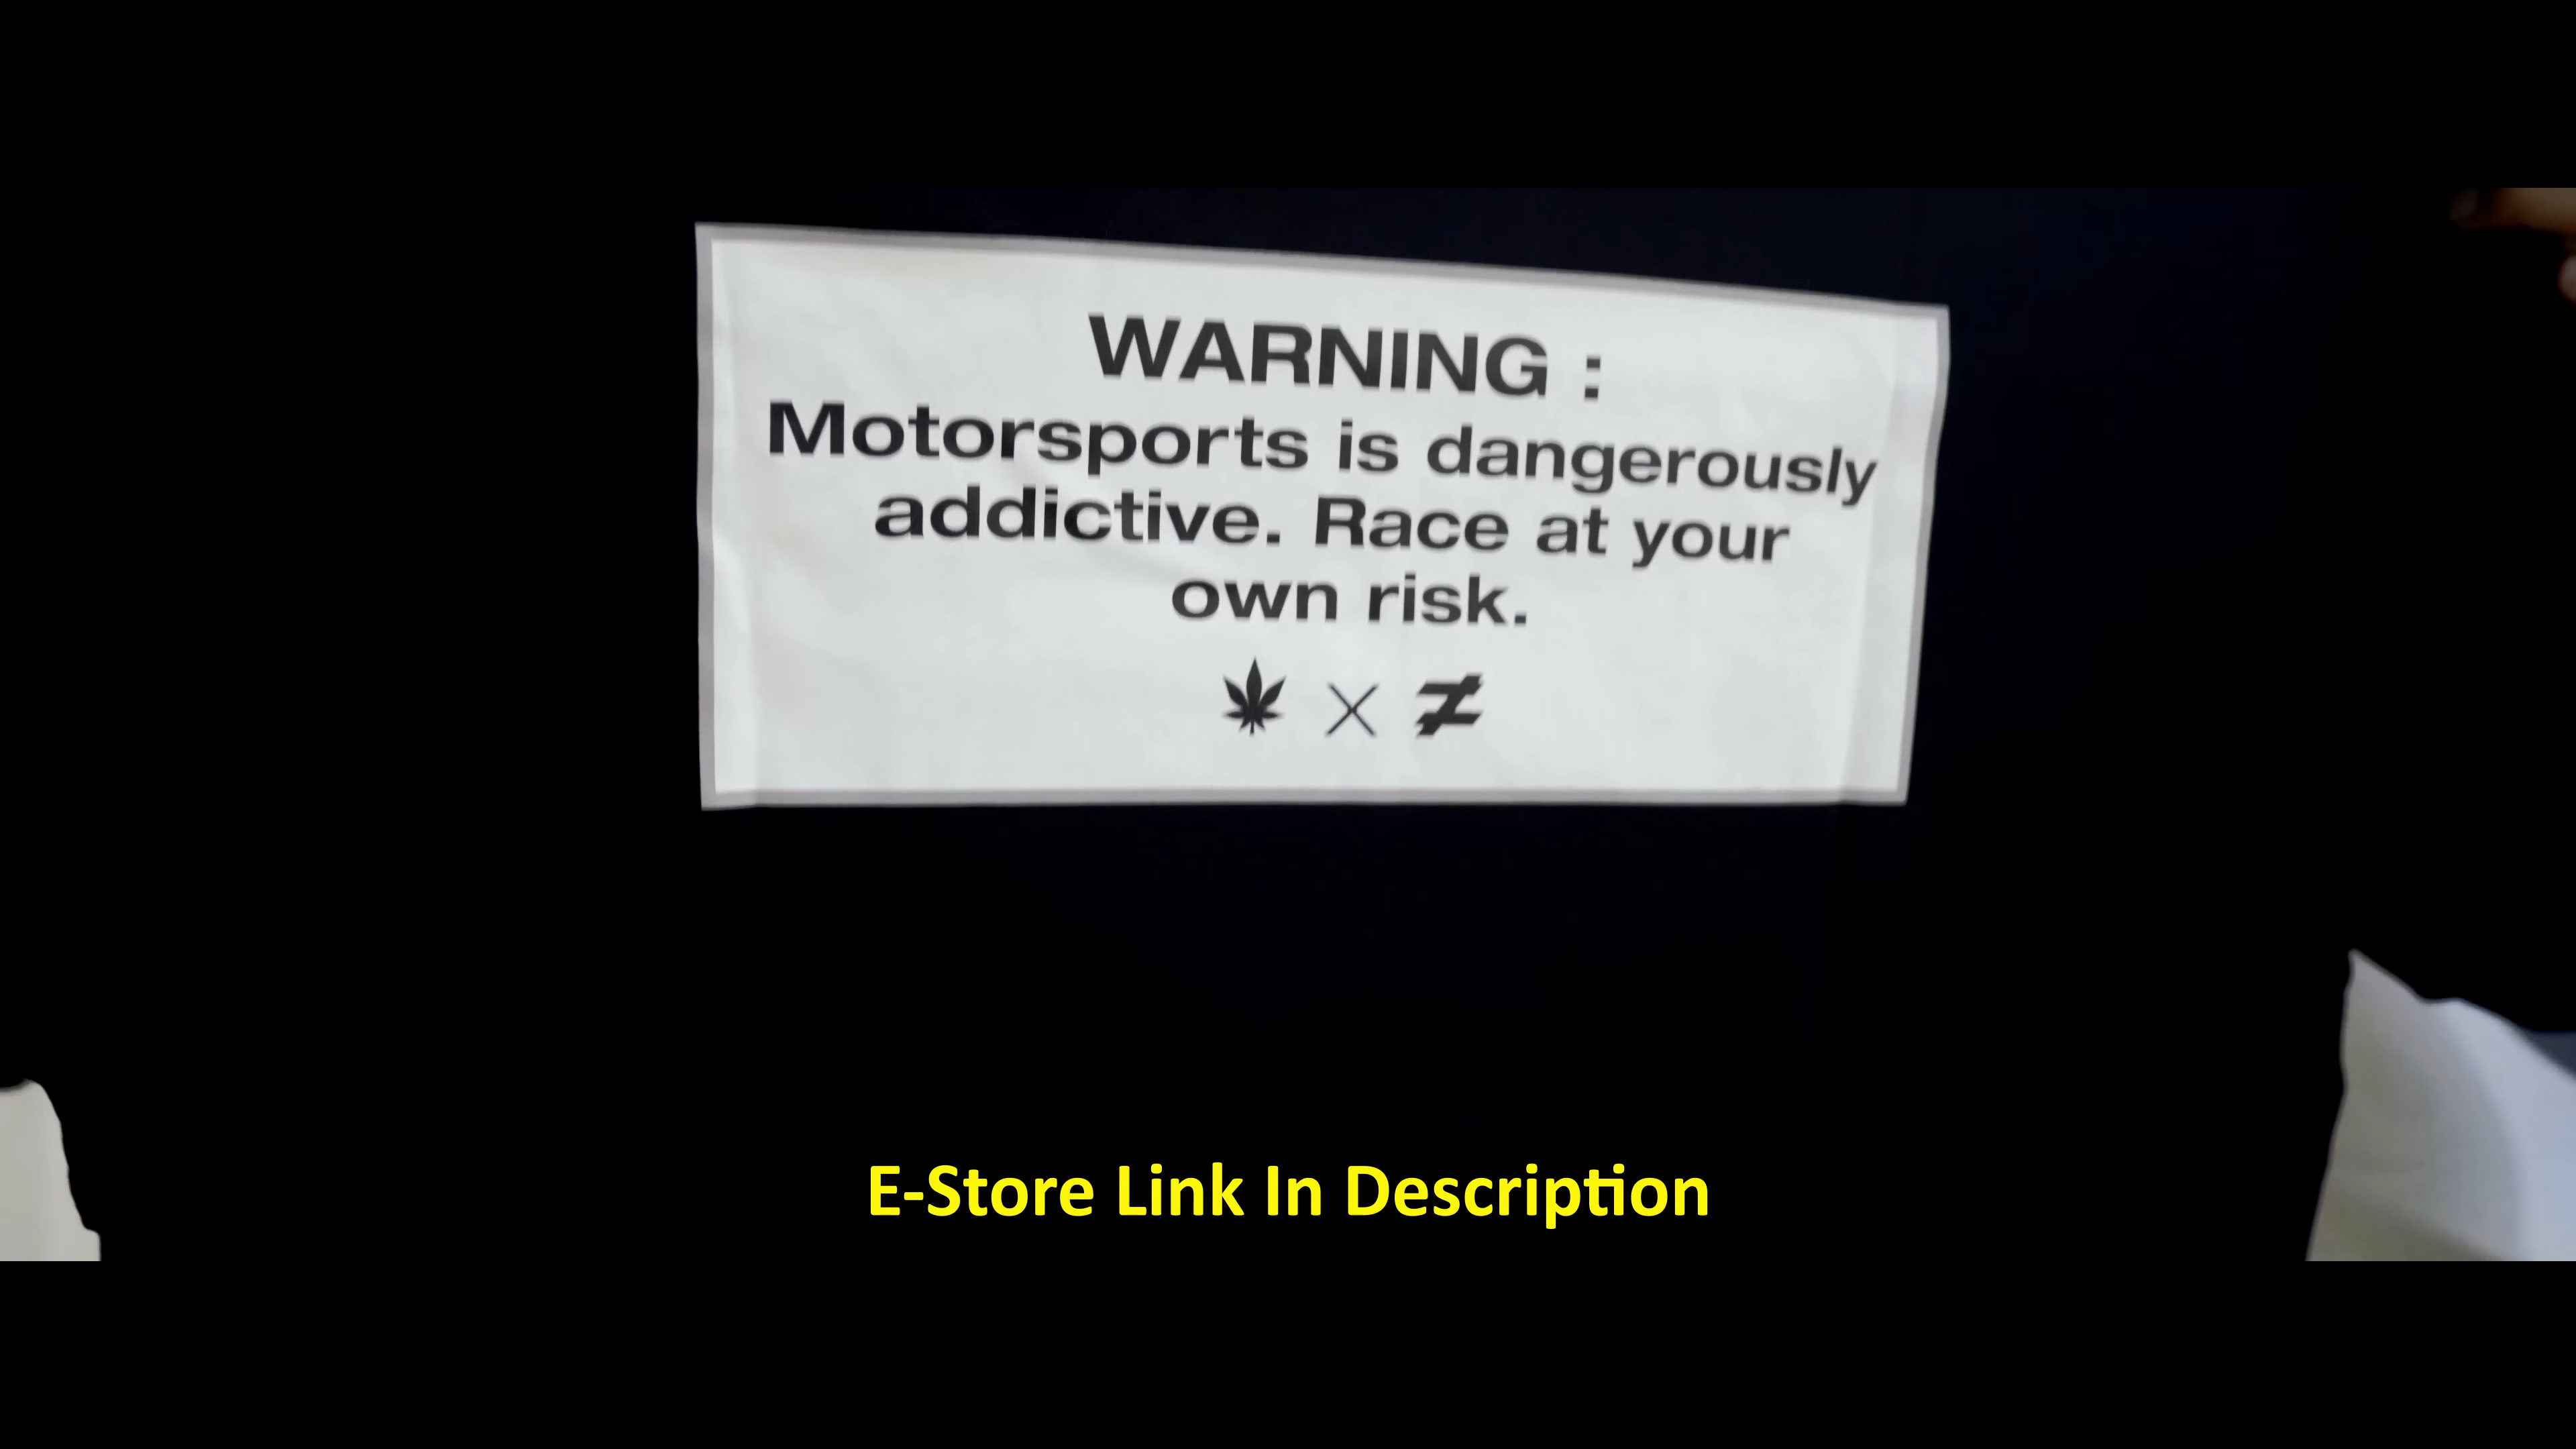 WARNING :
Motorsports is dangerously
addictive. Race at your
own risk.
E-Store Link In Description